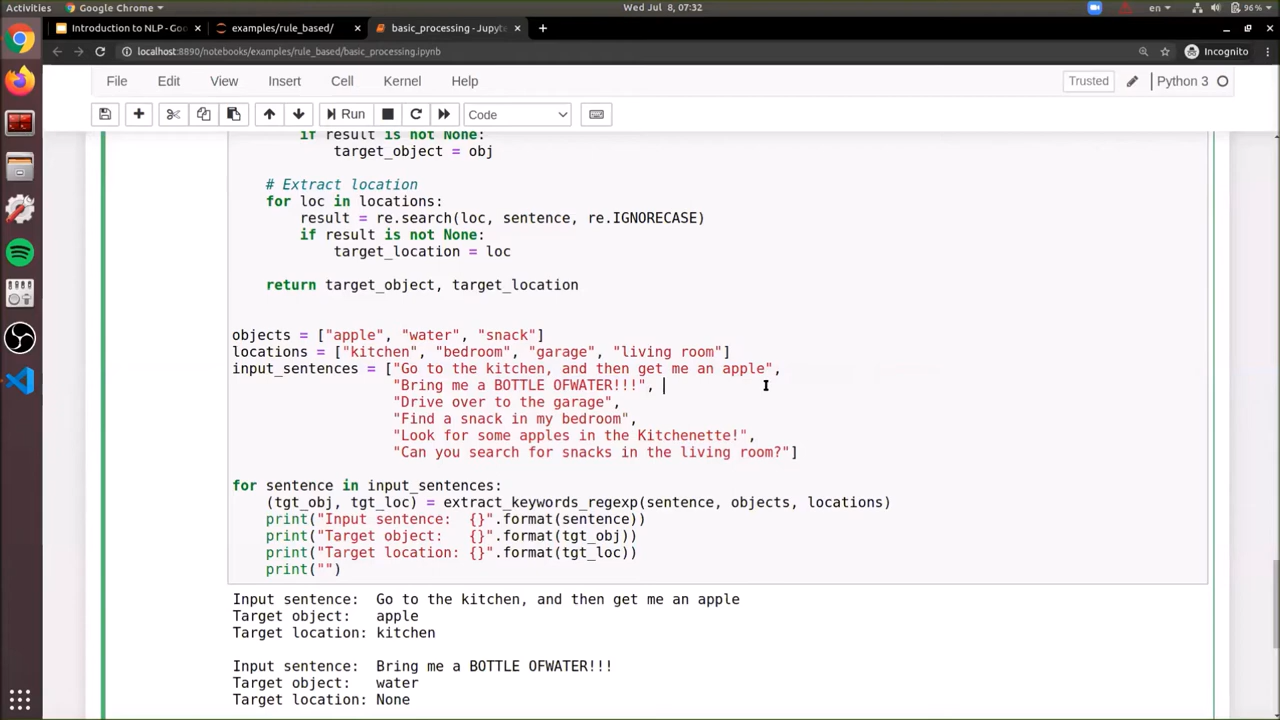 Activities Google Chrome Wed Jul 8, 07:32 en 96 %
Introduction to NLP - Goo examples/rule_based/ basic_processing - Jupyte
localhost:8890/notebooks/examples/rule_based/basic_processing.ipynb Incognito
File Edit View Insert Cell Kernel Help Trusted Python 3
Run Code
if result is not None:
target_object = obj
# Extract location
for loc in locations:
result = re.search(loc, sentence, re.IGNORECASE)
if result is not None:
target_location = loc
return target_object, target_location
objects = ["apple", "water", "snack"]
locations = ["kitchen", "bedroom", "garage", "living room"]
input_sentences = ["Go to the kitchen, and then get me an apple",
"Bring me a BOTTLE OFWATER!!!",
"Drive over to the garage",
"Find a snack in my bedroom",
"Look for some apples in the Kitchenette!",
"Can you search for snacks in the living room?"]
for sentence in input_sentences:
(tgt_obj, tgt_loc) = extract_keywords_regexp(sentence, objects, locations)
print("Input sentence:  {}".format(sentence))
print("Target object:   {}".format(tgt_obj))
print("Target location: {}".format(tgt_loc))
print("")
Input sentence:  Go to the kitchen, and then get me an apple
Target object:   apple
Target location: kitchen
Input sentence:  Bring me a BOTTLE OFWATER!!!
Target object:   water
Target location: None